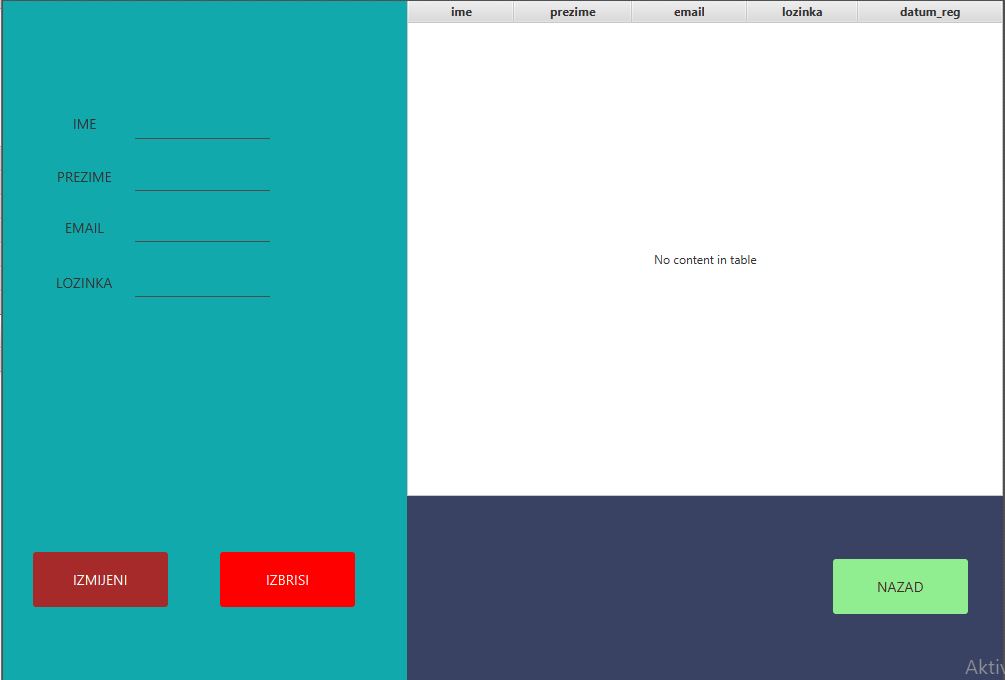 ime prezime email lozinka datum_reg
IME
PREZIME
EMAIL
LOZINKA
No content in table
IZMIJENI
IZBRISI
NAZAD
Aktiv